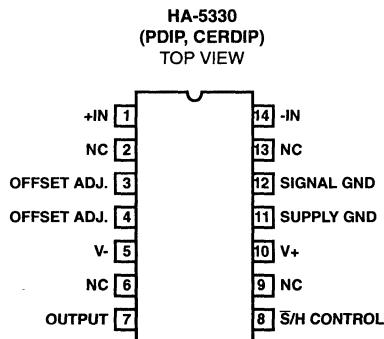 HA-5330
(PDIP, CERDIP)
TOP VIEW
+IN 1 14 -IN
NC 2 13 NC
OFFSET ADJ. 3 12 SIGNAL GND
OFFSET ADJ. 4 11 SUPPLY GND
V- 5 10 V+
NC 6 9 NC
OUTPUT 7 8 S̅/H CONTROL